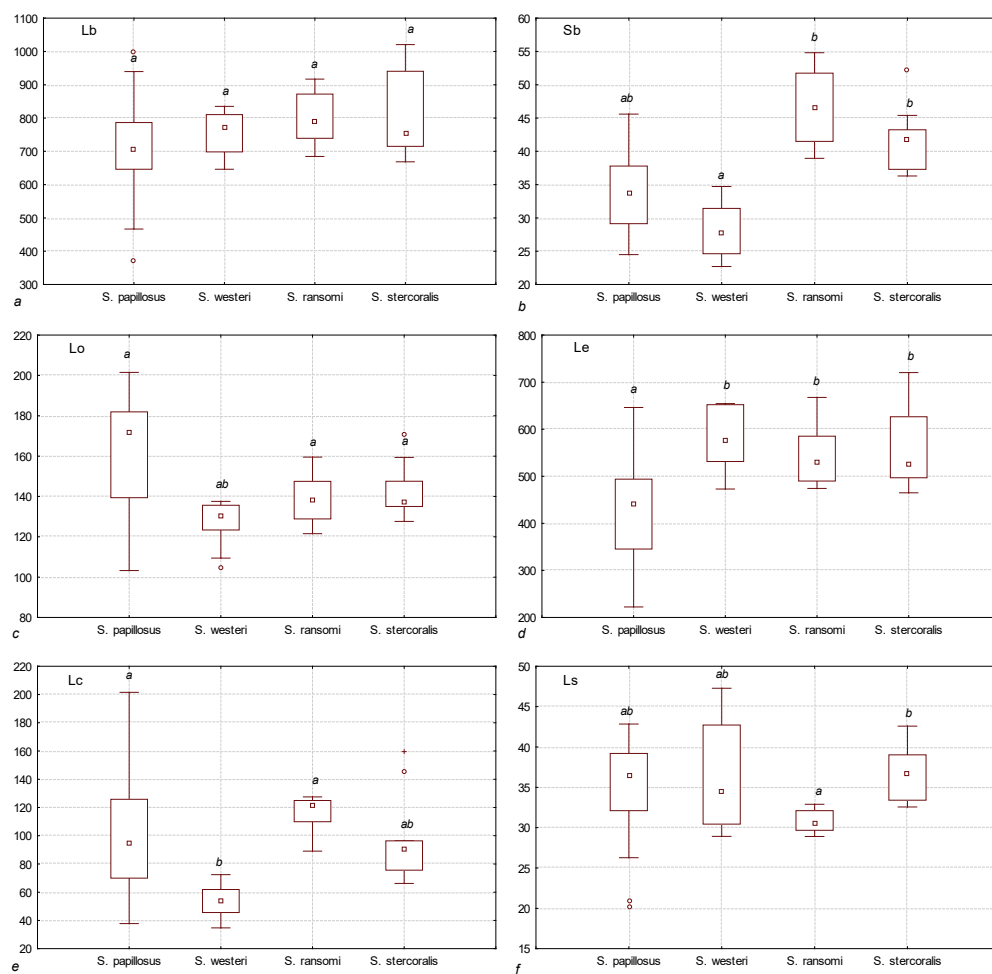 Lb
1100
1000
900
800
700
600
500
400
300
a
a
a
a
S. papillosus S. westeri S. ransomi S. stercoralis
a
Sb
60
55
50
45
40
35
30
25
20
ab
a
b
b
S. papillosus S. westeri S. ransomi S. stercoralis
b
Lo
220
200
180
160
140
120
100
80
a
ab
a
a
S. papillosus S. westeri S. ransomi S. stercoralis
c
Le
800
700
600
500
400
300
200
a
b
b
b
S. papillosus S. westeri S. ransomi S. stercoralis
d
Lc
220
200
180
160
140
120
100
80
60
40
20
a
b
a
ab
S. papillosus S. westeri S. ransomi S. stercoralis
e
Ls
50
45
40
35
30
25
20
15
ab
ab
a
b
S. papillosus S. westeri S. ransomi S. stercoralis
f